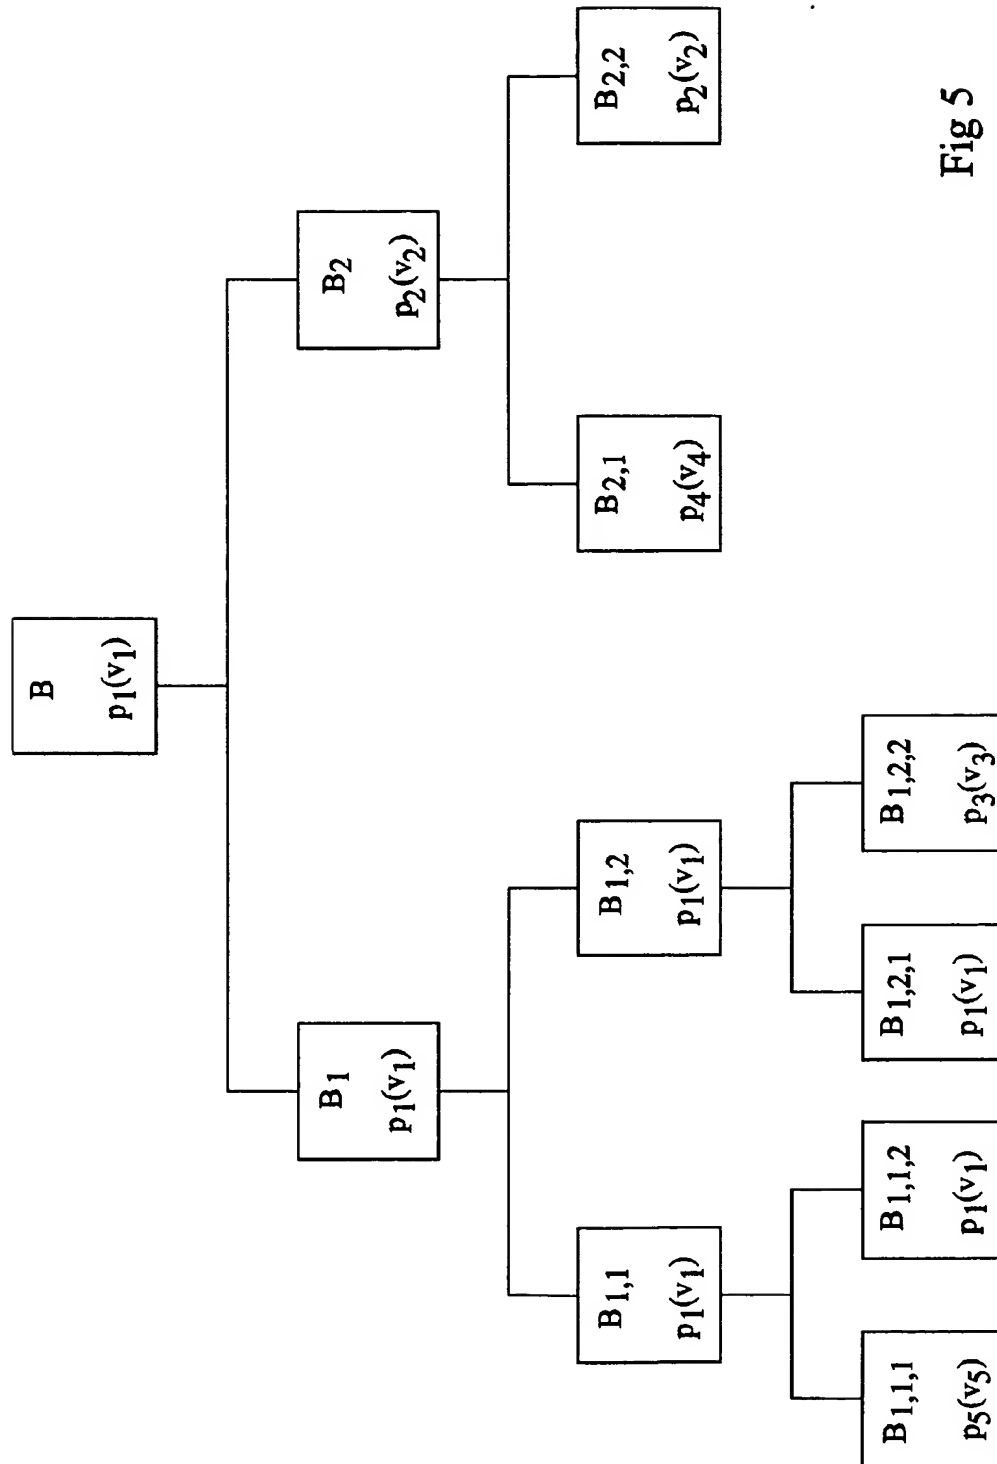 B
p₁(v₁)
B₁
p₁(v₁)
B₂
p₂(v₂)
B₁,₁
p₁(v₁)
B₁,₂
p₁(v₁)
B₂,₁
p₄(v₄)
B₂,₂
p₂(v₂)
B₁,₁,₁
p₅(v₅)
B₁,₁,₂
p₁(v₁)
B₁,₂,₁
p₁(v₁)
B₁,₂,₂
p₃(v₃)
Fig 5